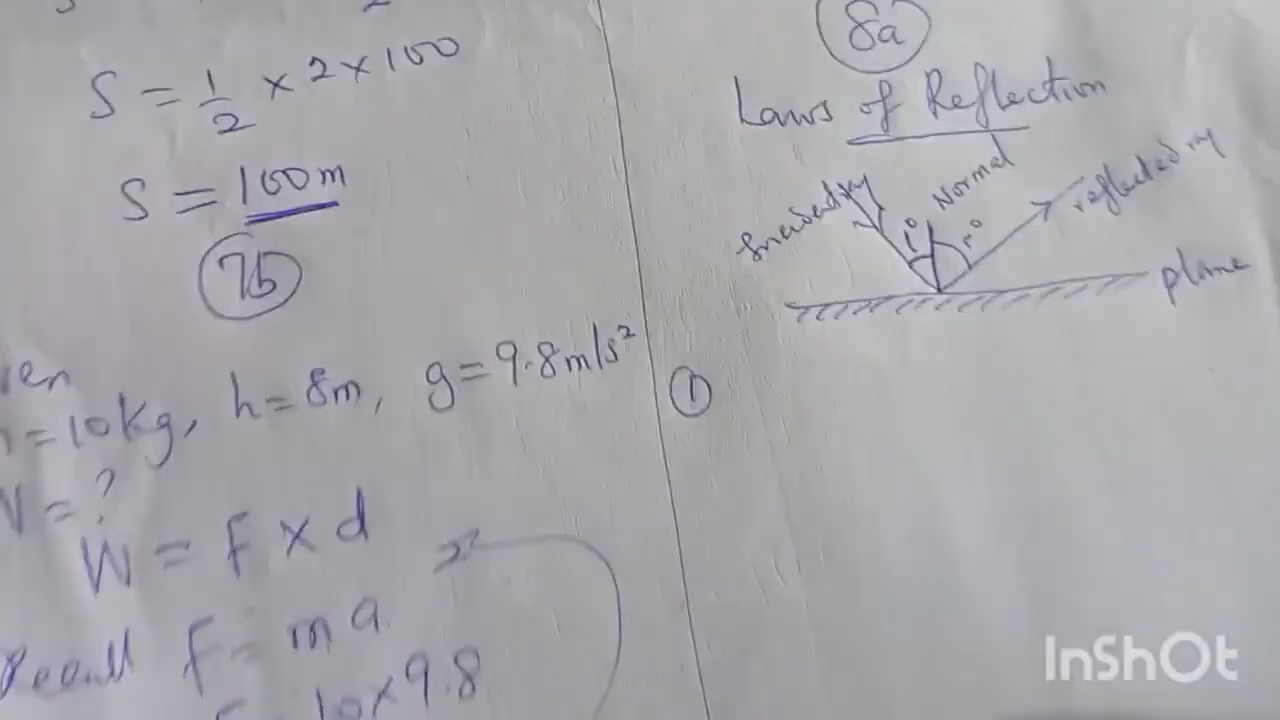 S = 1/2 × 2 × 100
S = 100m
7b
m = 10kg, h = 8m, g = 9.8m/s²
W = ?
W = F × d
Recall F = ma
10 × 9.8
8a
Laws of Reflection
Normal
reflected ray
i° r°
plane
①
InShOt